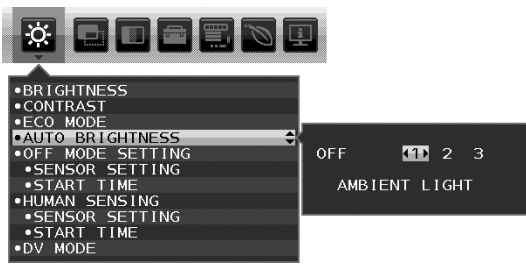 •BRIGHTNESS
•CONTRAST
•ECO MODE
•AUTO BRIGHTNESS
•OFF MODE SETTING
•SENSOR SETTING
•START TIME
•HUMAN SENSING
•SENSOR SETTING
•START TIME
•DV MODE
OFF 1 2 3
AMBIENT LIGHT